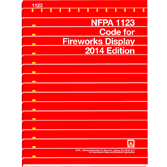 1123
NFPA 1123
Code for
Fireworks Display
2014 Edition